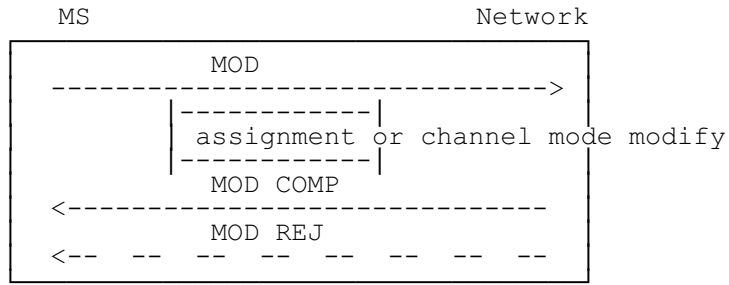 MS Network
MOD
assignment or channel mode modify
MOD COMP
MOD REJ